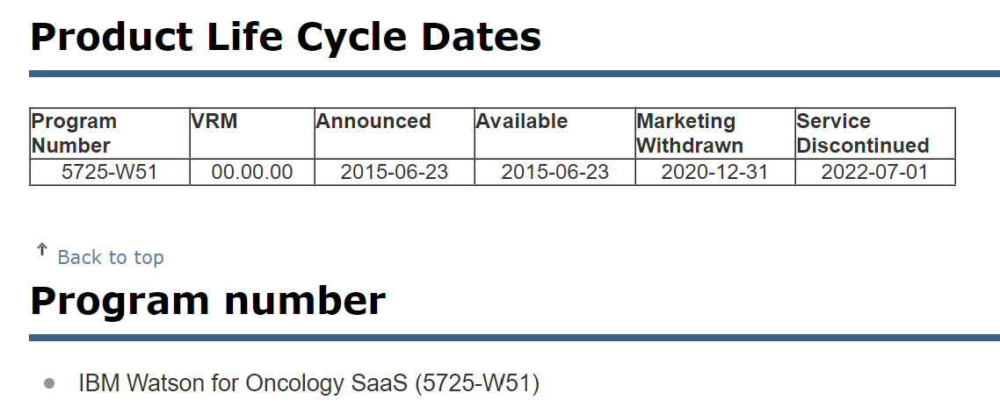 Product Life Cycle Dates
Program Number VRM Announced Available Marketing Withdrawn Service Discontinued
5725-W51 00.00.00 2015-06-23 2015-06-23 2020-12-31 2022-07-01
Back to top
Program number
IBM Watson for Oncology SaaS (5725-W51)